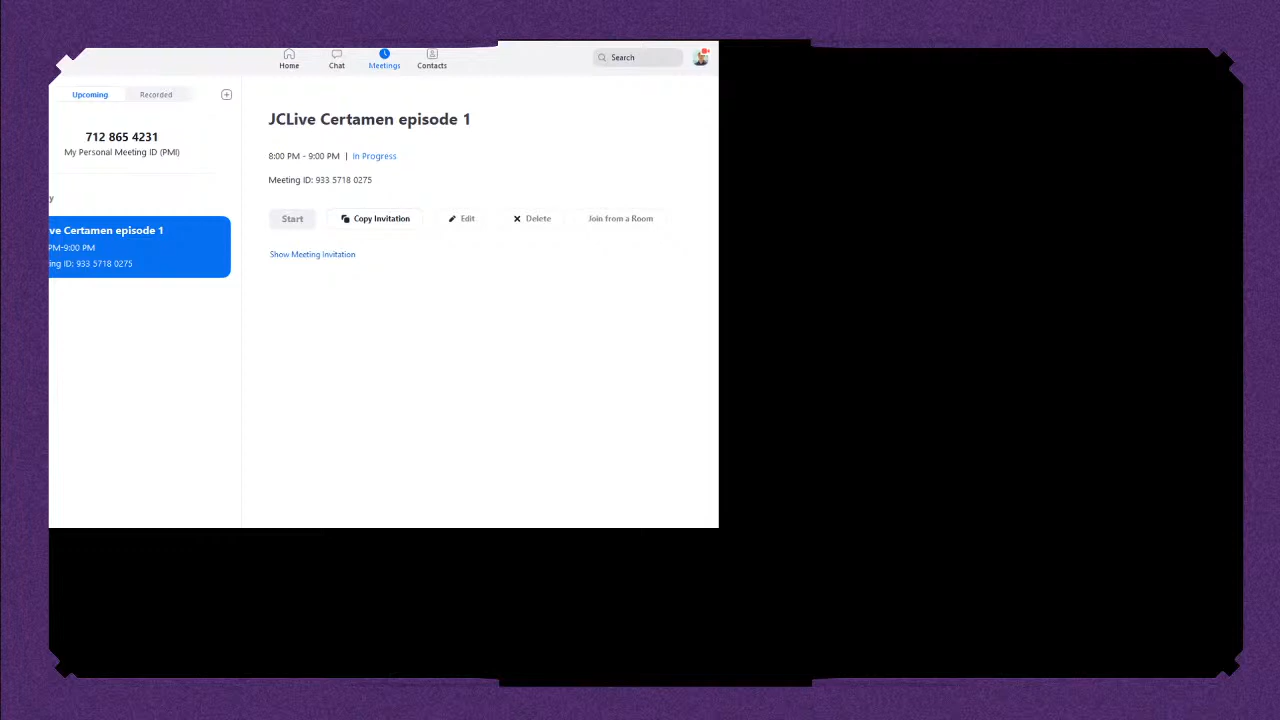 Home Chat Meetings Contacts Search
Upcoming Recorded
712 865 4231
My Personal Meeting ID (PMI)
y
ve Certamen episode 1
PM-9:00 PM
ing ID: 933 5718 0275
JCLive Certamen episode 1
8:00 PM - 9:00 PM | In Progress
Meeting ID: 933 5718 0275
Start Copy Invitation Edit Delete Join from a Room
Show Meeting Invitation